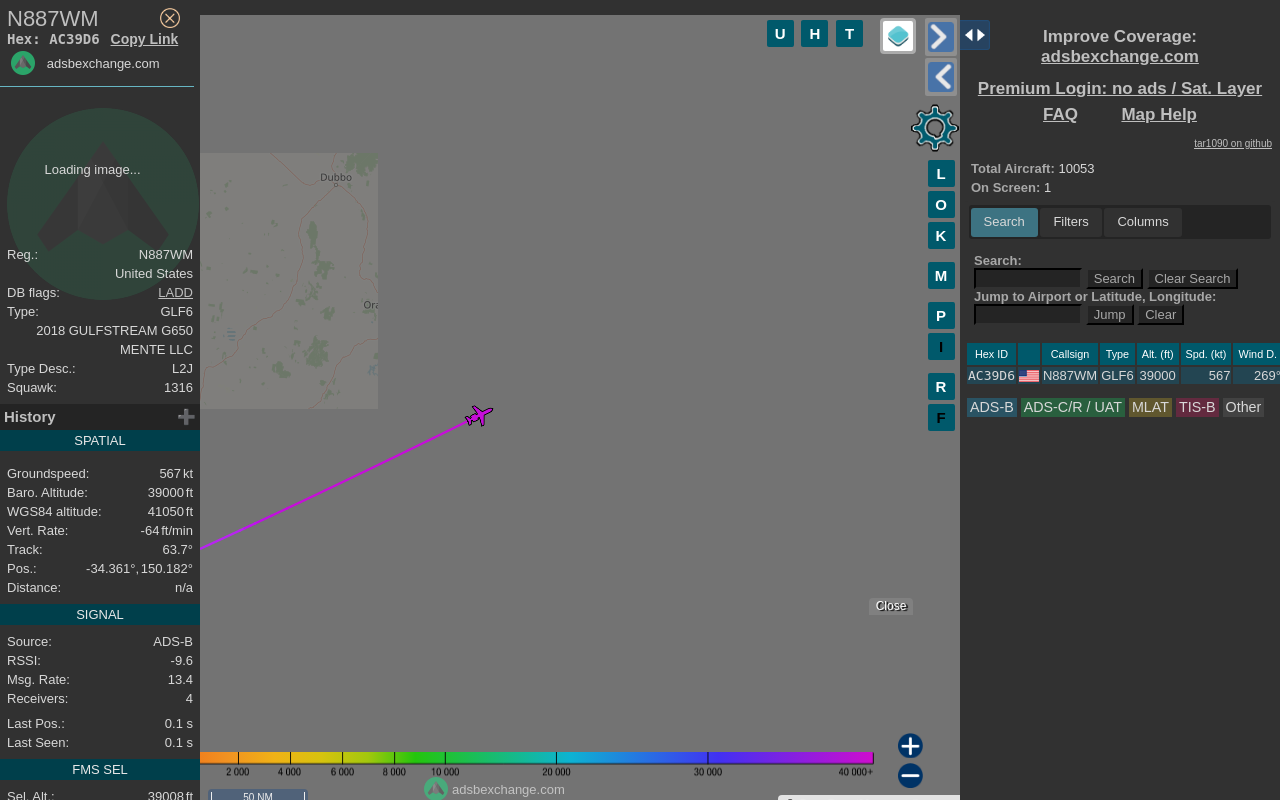 N887WM
Hex: AC39D6 Copy Link
adsbexchange.com
Loading image...
Reg.: N887WM
United States
DB flags: LADD
Type: GLF6
2018 GULFSTREAM G650
MENTE LLC
Type Desc.: L2J
Squawk: 1316
History
SPATIAL
Groundspeed: 567 kt
Baro. Altitude: 39000 ft
WGS84 altitude: 41050 ft
Vert. Rate: -64 ft/min
Track: 63.7°
Pos.: -34.361°, 150.182°
Distance: n/a
SIGNAL
Source: ADS-B
RSSI: -9.6
Msg. Rate: 13.4
Receivers: 4
Last Pos.: 0.1 s
Last Seen: 0.1 s
FMS SEL
Sel. Alt.: 39008 ft
Dubbo
Ora
U H T
L
O
K
M
P
I
R
F
Close
2 000 4 000 6 000 8 000 10 000 20 000 30 000 40 000+
50 NM
adsbexchange.com
Improve Coverage:
adsbexchange.com
Premium Login: no ads / Sat. Layer
FAQ Map Help
tar1090 on github
Total Aircraft: 10053
On Screen: 1
Search Filters Columns
Search:
Search Clear Search
Jump to Airport or Latitude, Longitude:
Jump Clear
Hex ID Callsign Type Alt. (ft) Spd. (kt) Wind D.
AC39D6 N887WM GLF6 39000 567 269°
ADS-B ADS-C/R / UAT MLAT TIS-B Other